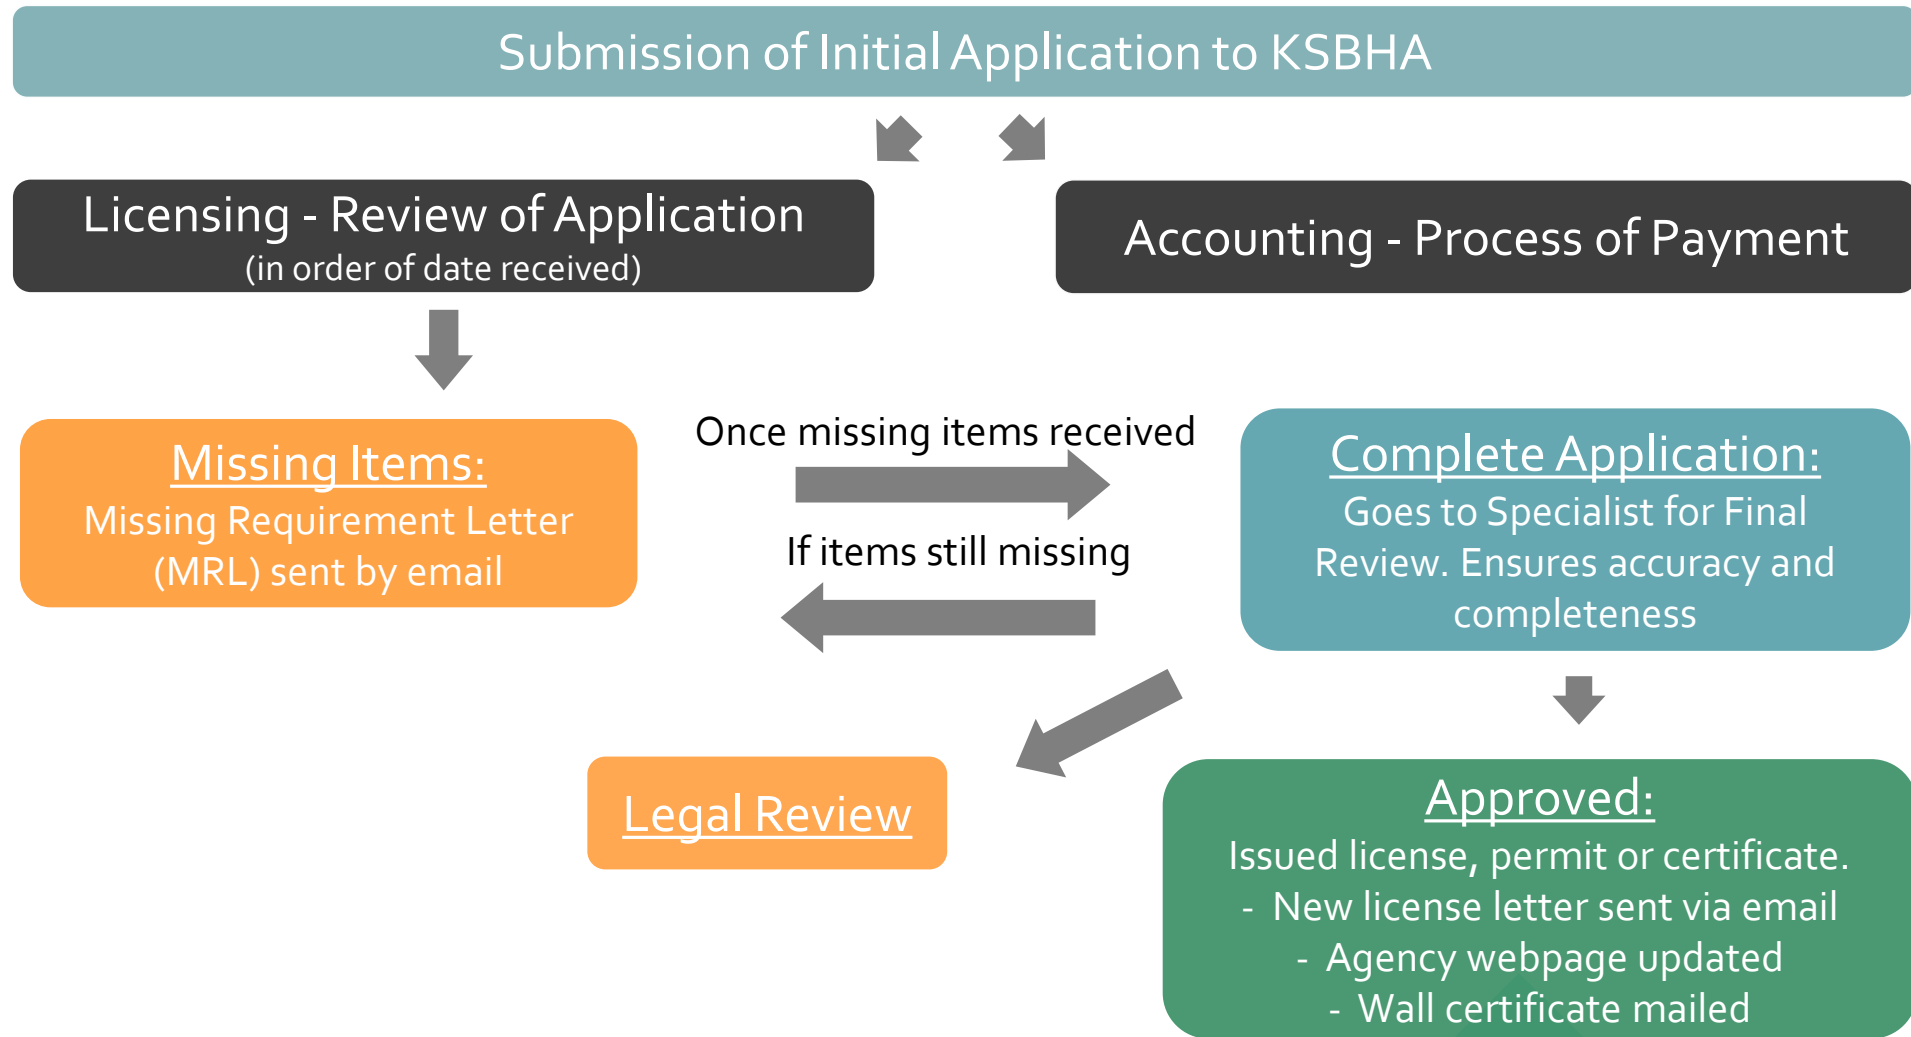 Submission of Initial Application to KSBHA
Licensing - Review of Application
(in order of date received)
Accounting - Process of Payment
Missing Items:
Missing Requirement Letter
(MRL) sent by email
Once missing items received
If items still missing
Complete Application:
Goes to Specialist for Final
Review. Ensures accuracy and
completeness
Legal Review
Approved:
Issued license, permit or certificate.
- New license letter sent via email
- Agency webpage updated
- Wall certificate mailed